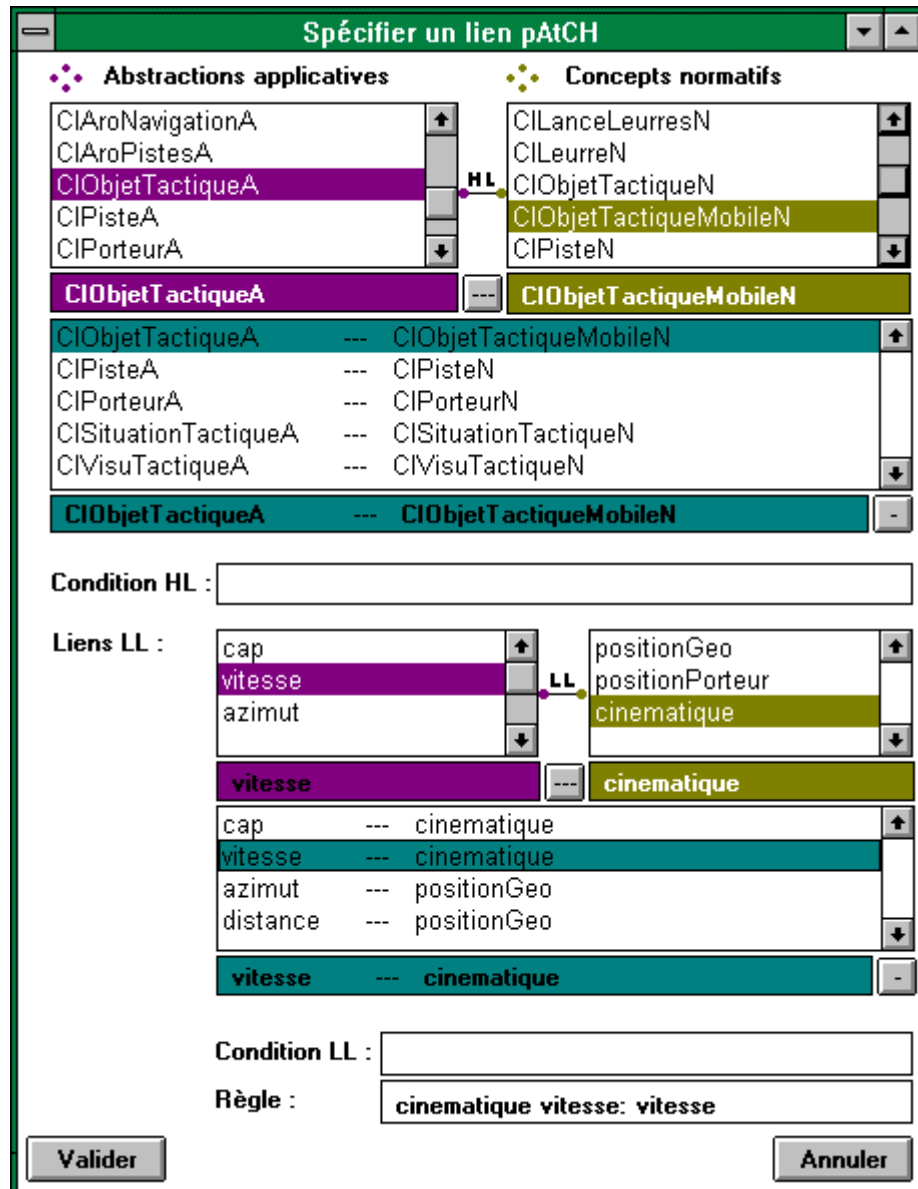 Spécifier un lien pAtCH
Abstractions applicatives
Concepts normatifs
ClAroNavigationA
ClAroPistesA
ClObjetTactiqueA
ClPisteA
ClPorteurA
HL
ClLanceLeurresN
ClLeurreN
ClObjetTactiqueN
ClObjetTactiqueMobileN
ClPisteN
ClObjetTactiqueA --- ClObjetTactiqueMobileN
ClObjetTactiqueA --- ClObjetTactiqueMobileN
ClPisteA --- ClPisteN
ClPorteurA --- ClPorteurN
ClSituationTactiqueA --- ClSituationTactiqueN
ClVisuTactiqueA --- ClVisuTactiqueN
ClObjetTactiqueA --- ClObjetTactiqueMobileN -
Condition HL :
Liens LL :
cap
vitesse
azimut
LL
positionGeo
positionPorteur
cinematique
vitesse --- cinematique
cap --- cinematique
vitesse --- cinematique
azimut --- positionGeo
distance --- positionGeo
vitesse --- cinematique -
Condition LL :
Règle : cinematique vitesse: vitesse
Valider
Annuler